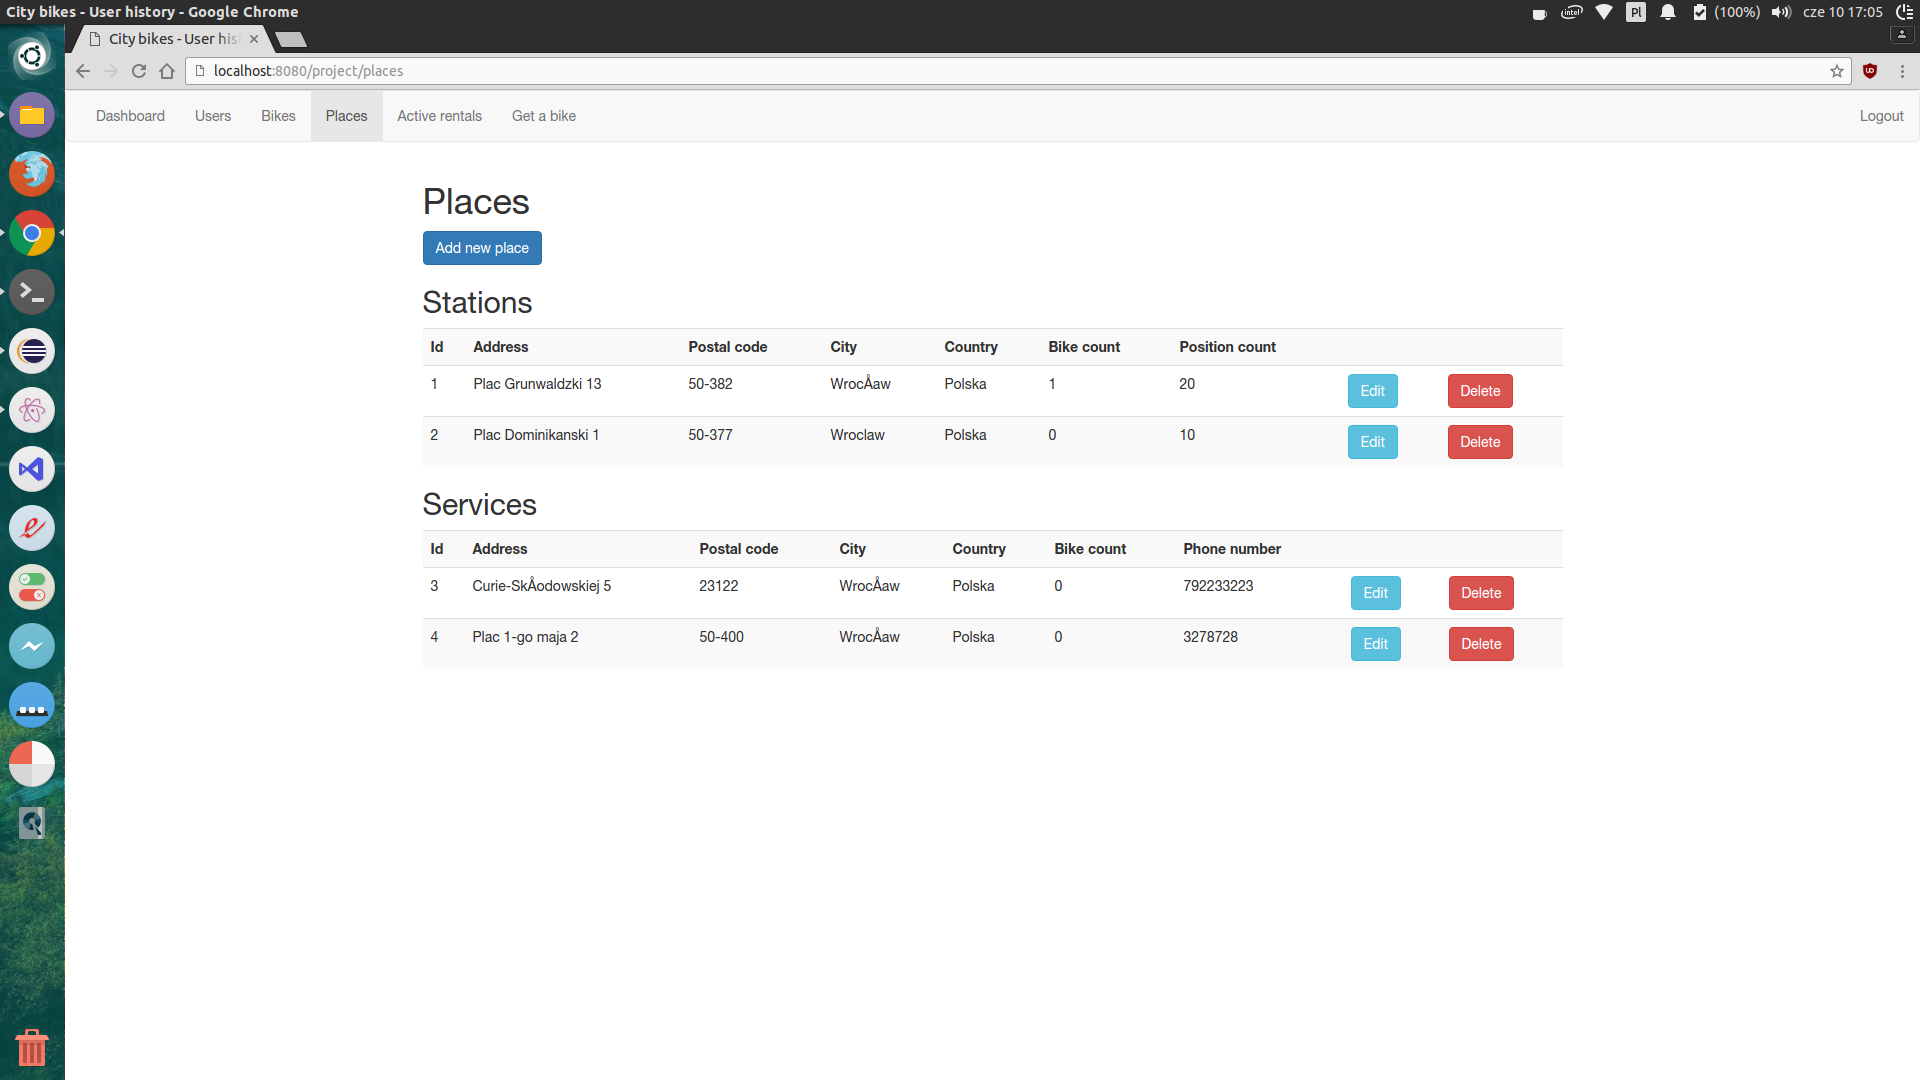 City bikes - User history - Google Chrome
intel Pl (100%) cze 10 17:05
City bikes - User his
localhost:8080/project/places
Dashboard Users Bikes Places Active rentals Get a bike Logout
Places
Add new place
Stations
Id Address Postal code City Country Bike count Position count
1 Plac Grunwaldzki 13 50-382 WrocÅaw Polska 1 20 Edit Delete
2 Plac Dominikanski 1 50-377 Wroclaw Polska 0 10 Edit Delete
Services
Id Address Postal code City Country Bike count Phone number
3 Curie-SkÅodowskiej 5 23122 WrocÅaw Polska 0 792233223 Edit Delete
4 Plac 1-go maja 2 50-400 WrocÅaw Polska 0 3278728 Edit Delete